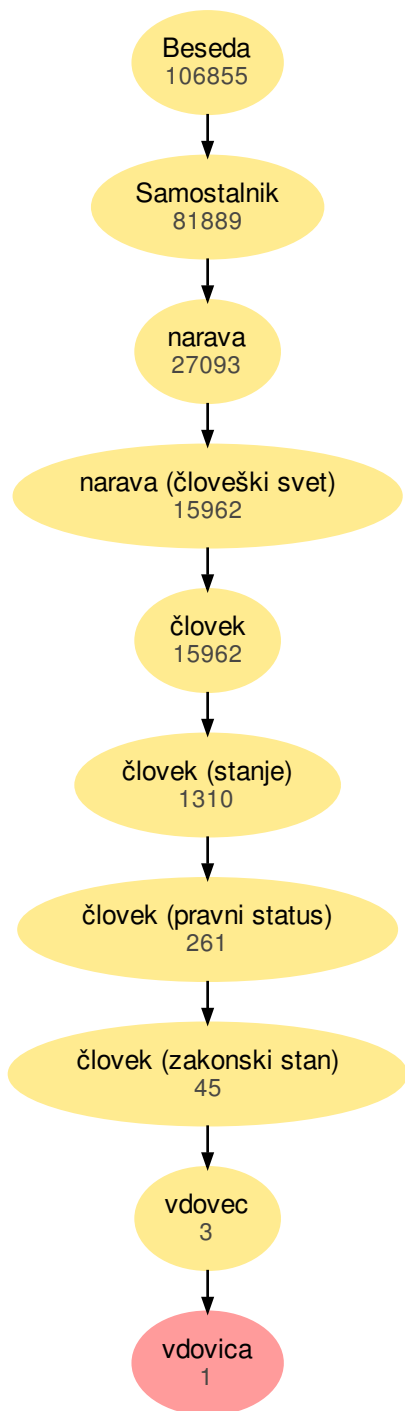 Beseda
106855
Samostalnik
81889
narava
27093
narava (človeški svet)
15962
človek
15962
človek (stanje)
1310
človek (pravni status)
261
človek (zakonski stan)
45
vdovec
3
vdovica
1